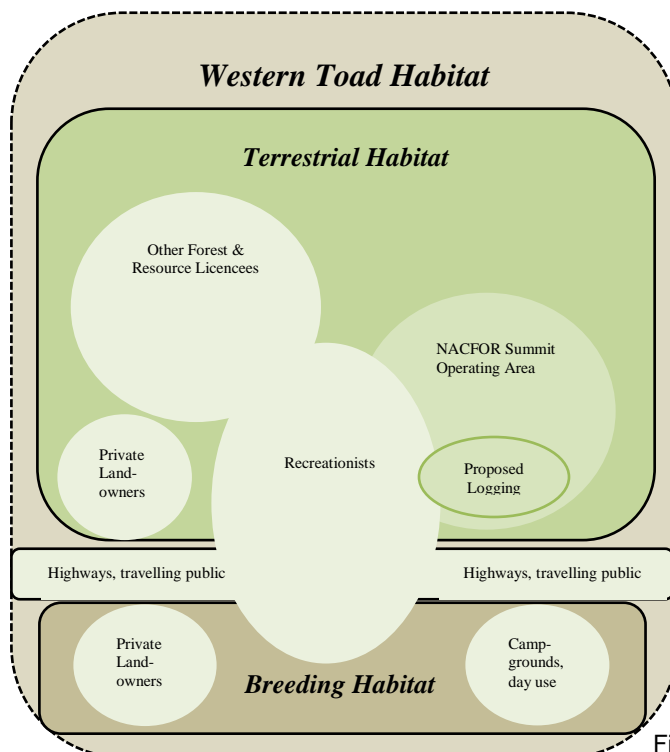 Western Toad Habitat
Terrestrial Habitat
Other Forest &
Resource Licencees
NACFOR Summit
Operating Area
Private
Land-
owners
Recreationists
Proposed
Logging
Highways, travelling public
Highways, travelling public
Private
Land-
owners
Breeding Habitat
Camp-
grounds,
day use